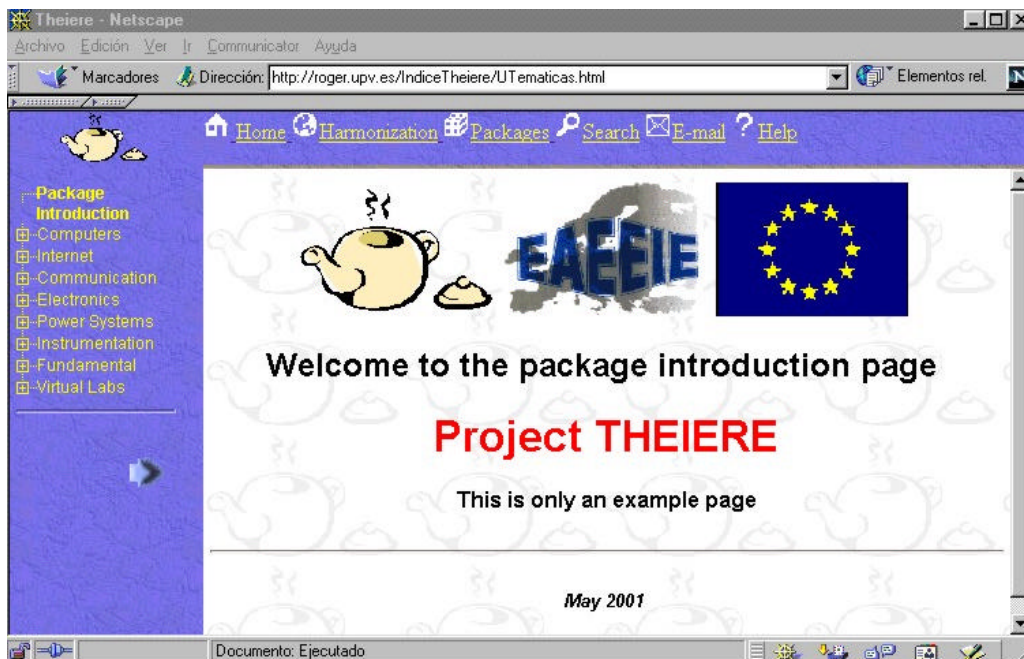 Theiere - Netscape
Archivo Edición Ver Ir Communicator Ayuda
Marcadores Dirección: http://roger.upv.es/IndiceTheiere/UTematicas.html Elementos rel.
Home Harmonization Packages Search E-mail ? Help
Package
Introduction
Computers
Internet
Communication
Electronics
Power Systems
Instrumentation
Fundamental
Virtual Labs
EAEEIE
Welcome to the package introduction page
Project THEIERE
This is only an example page
May 2001
Documento: Ejecutado